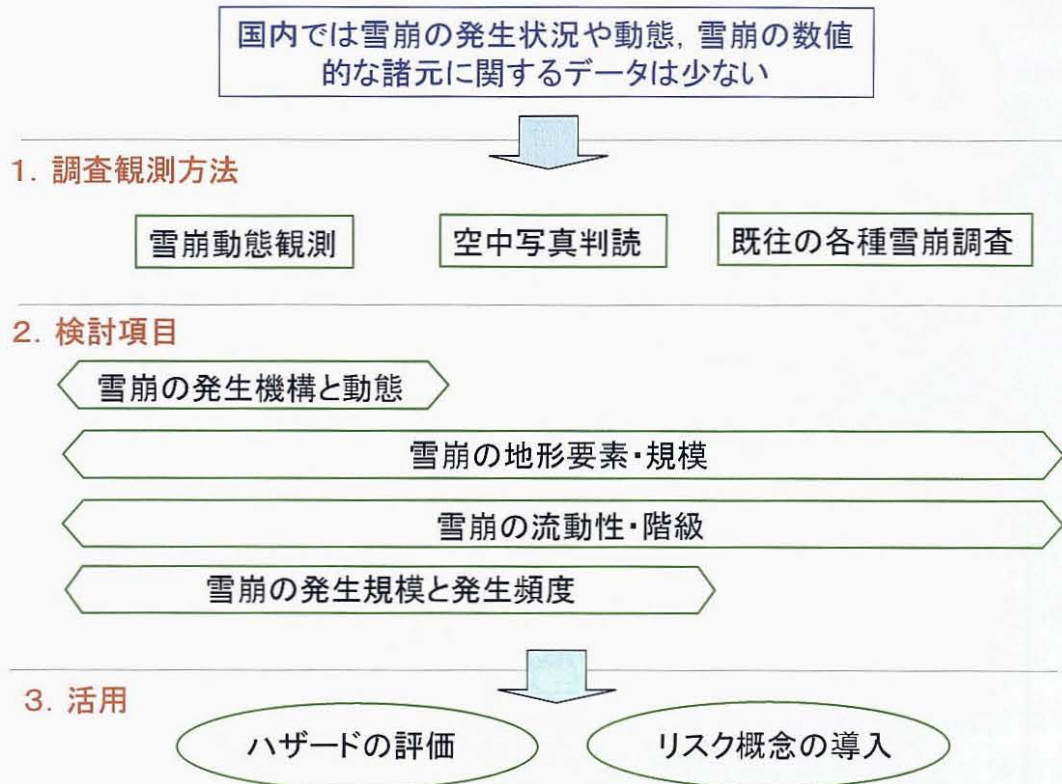 国内では雪崩の発生状況や動態，雪崩の数値
的な諸元に関するデータは少ない
1．調査観測方法
雪崩動態観測
空中写真判読
既往の各種雪崩調査
2．検討項目
雪崩の発生機構と動態
雪崩の地形要素・規模
雪崩の流動性・階級
雪崩の発生規模と発生頻度
3．活用
ハザードの評価
リスク概念の導入